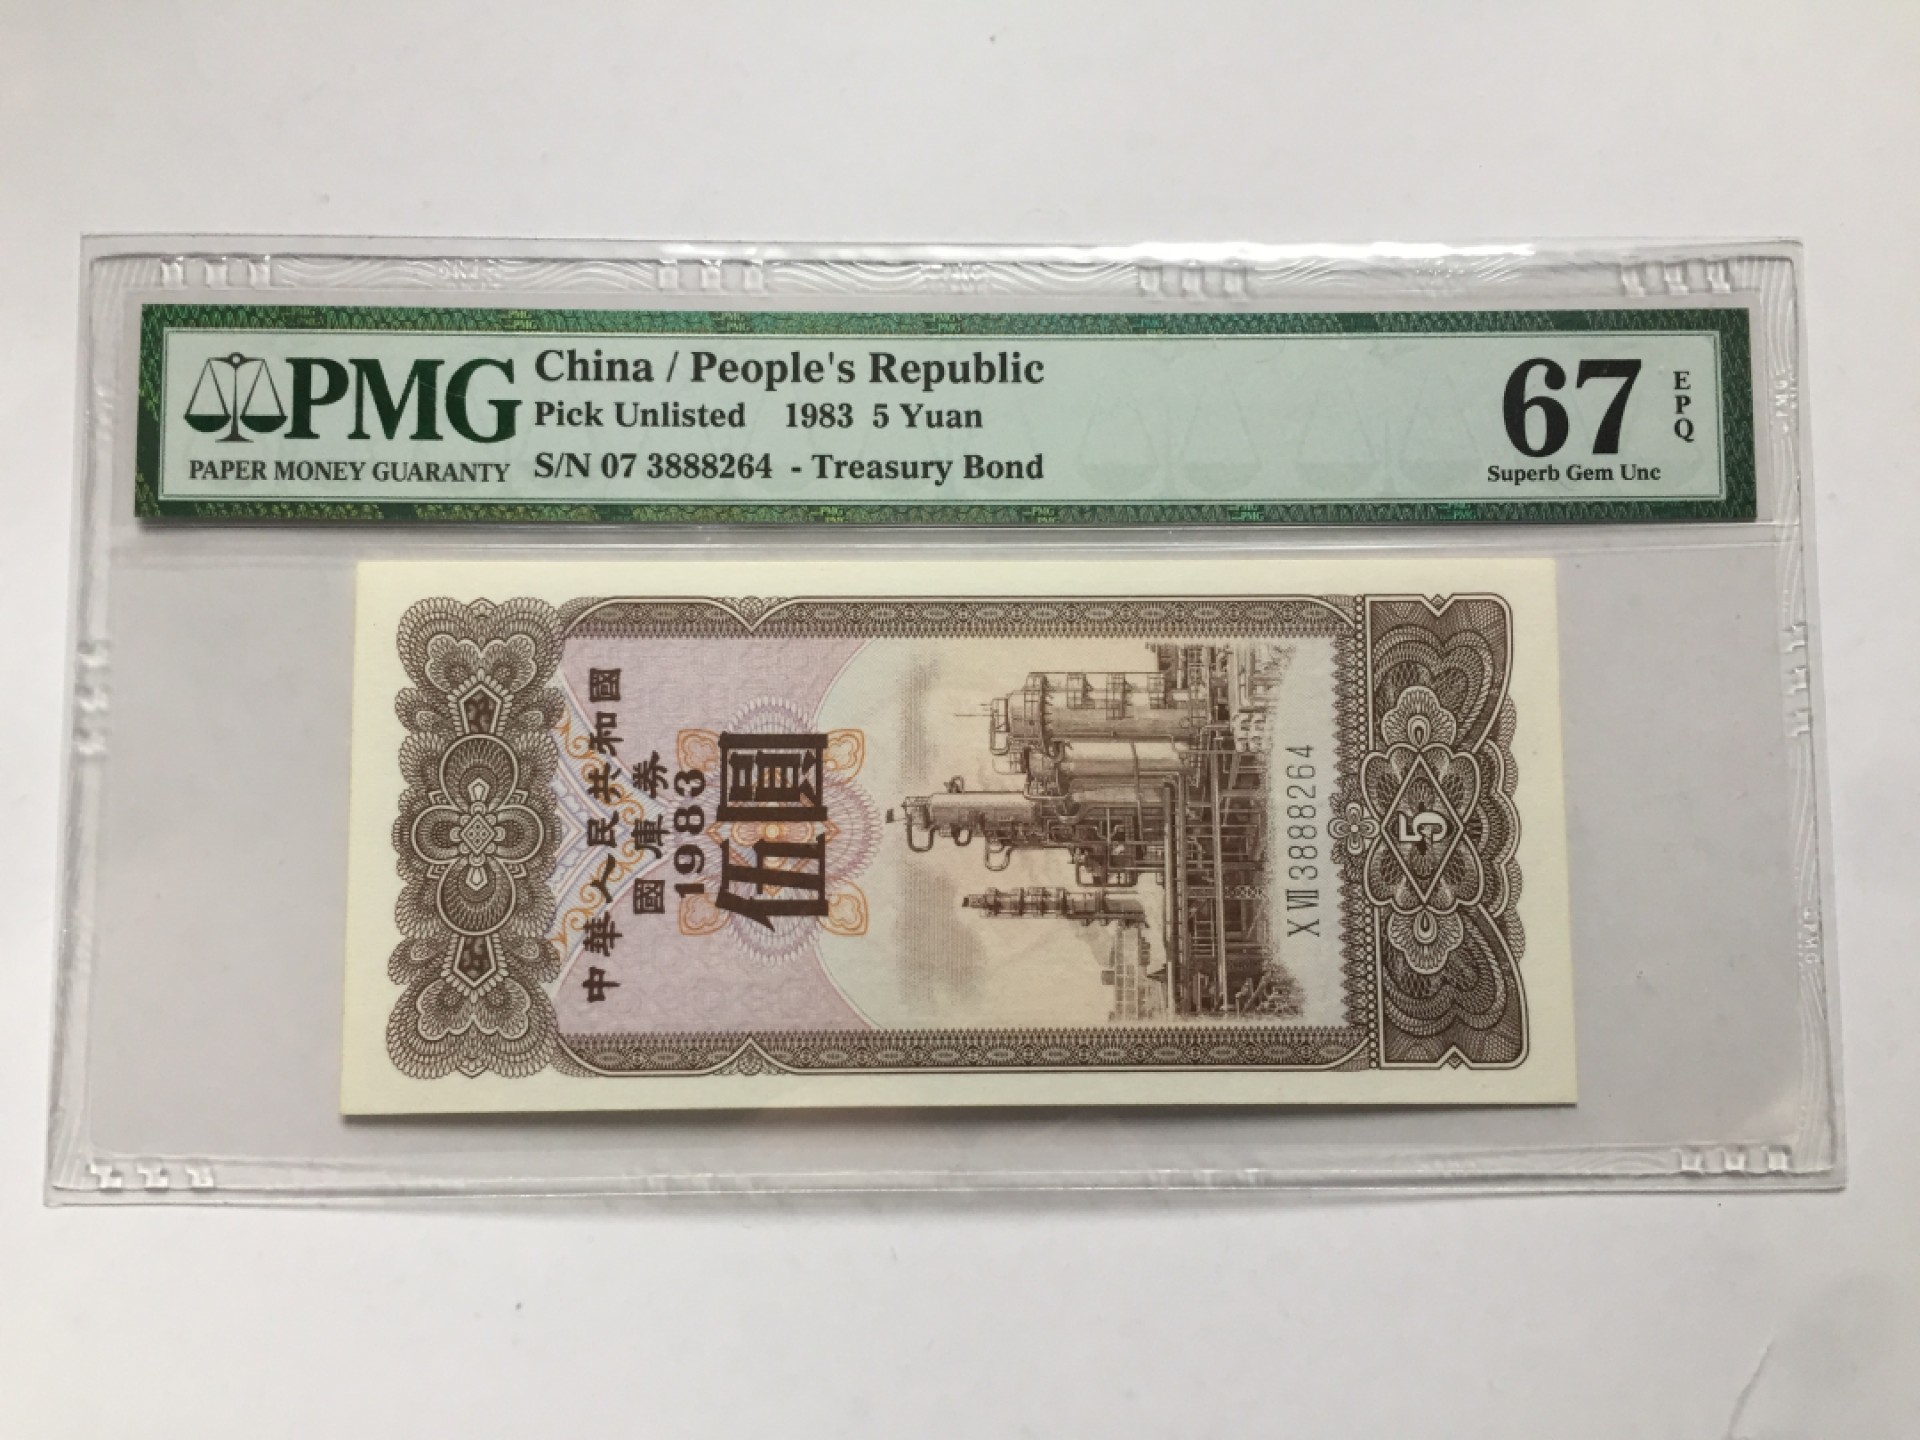 PMG
PAPER MONEY GUARANTY
China / People's Republic
Pick Unlisted 1983 5 Yuan
S/N 07 3888264 - Treasury Bond
67
EPQ
Superb Gem Unc
中華人民共和國
國庫券
1983
伍圓
X Ⅶ 3888264
5